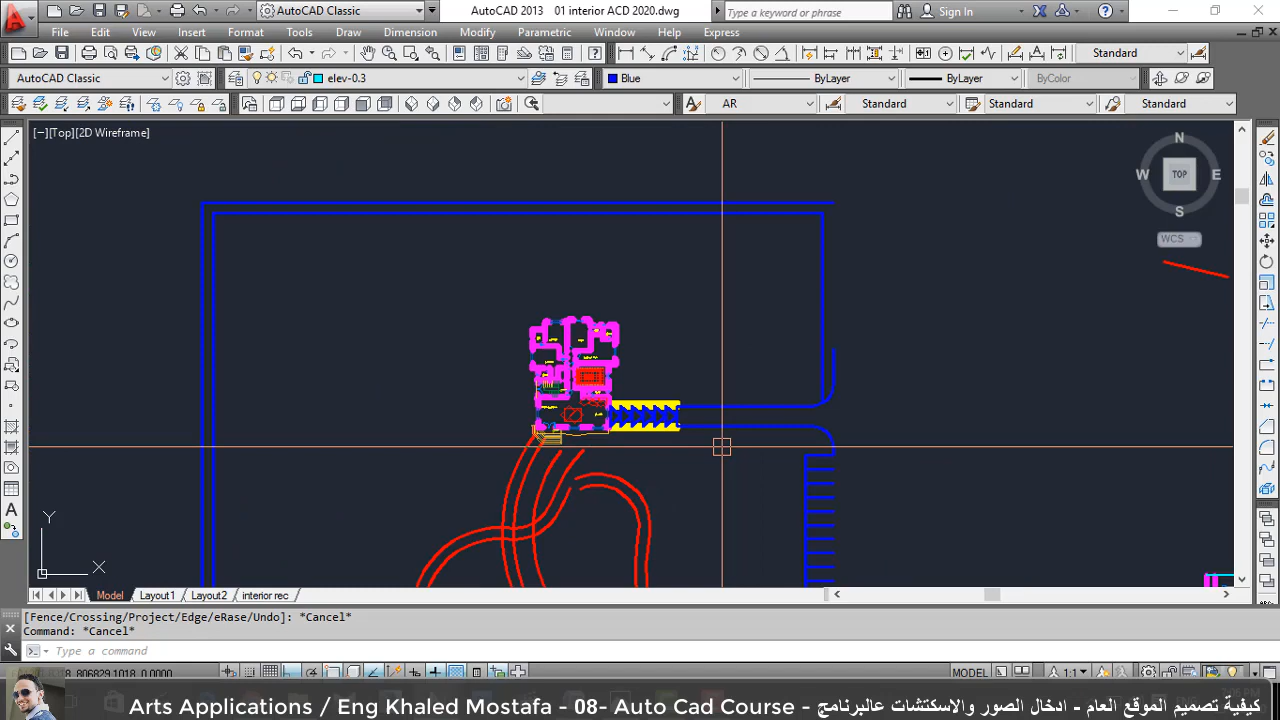 AutoCAD Classic
AutoCAD 2013
01 interior ACD 2020.dwg
Type a keyword or phrase
Sign In
File
Edit
View
Insert
Format
Tools
Draw
Dimension
Modify
Parametric
Window
Help
Express
Standard
AutoCAD Classic
elev-0.3
Blue
ByLayer
ByLayer
ByColor
AR
Standard
Standard
Standard
[−][Top][2D Wireframe]
N
W
TOP
E
S
WCS
Y
X
Model
Layout1
Layout2
interior rec
[Fence/Crossing/Project/Edge/eRase/Undo]: *Cancel*
Command: *Cancel*
Type a command
806829.1018, 0.0000
MODEL
1:1
Arts Applications / Eng Khaled Mostafa - 08- Auto Cad Course - كيفية تصميم الموقع العام - ادخال الصور والاسكتشات عالبرنامج